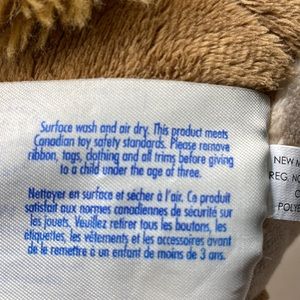 Surface wash and air dry. This product meets
Canadian toy safety standards. Please remove
ribbon, tags, clothing and all trims before giving
to a child under the age of three.
Nettoyer en surface et sécher à l'air. Ce produit
satisfait aux normes canadiennes de sécurité sur
les jouets. Veuillez retirer tous les boutons, les
étiquettes, les vêtements et les accessoires avant
de le remettre à un enfant de moins de 3 ans.
NEW M
REG. NO
POLYE